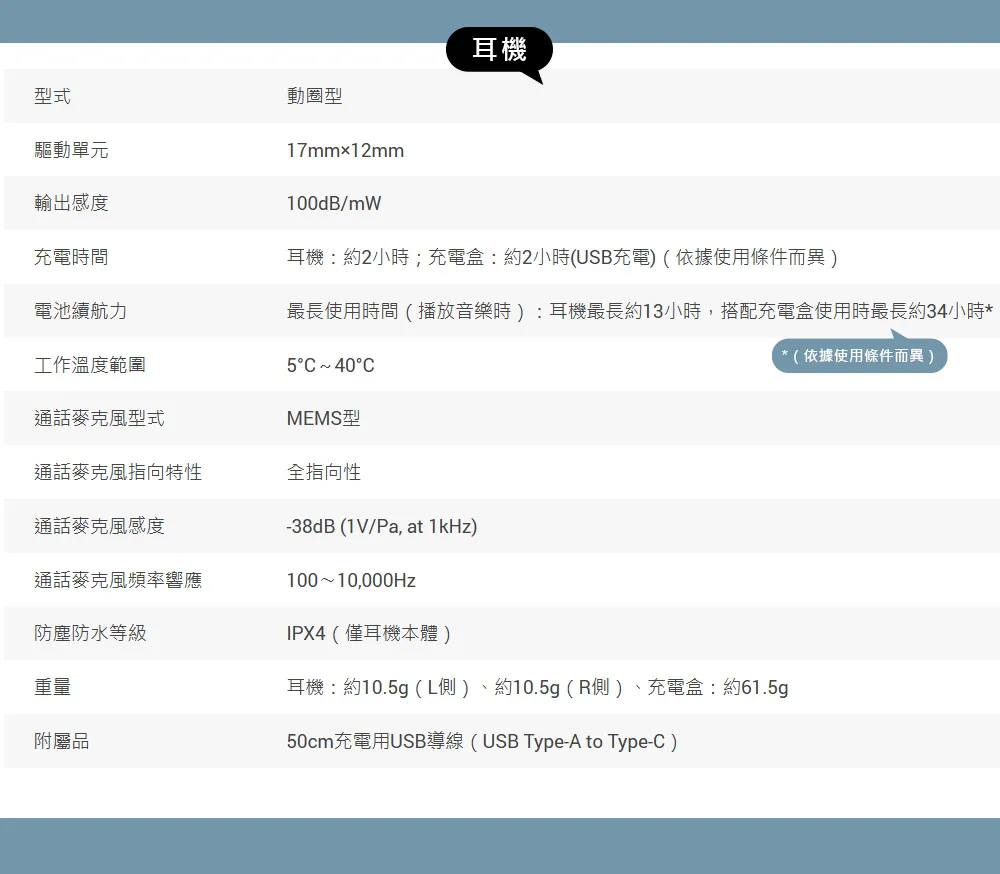 耳機
型式 動圈型
驅動單元 17mm×12mm
輸出感度 100dB/mW
充電時間 耳機：約2小時；充電盒：約2小時(USB充電)（依據使用條件而異）
電池續航力 最長使用時間（播放音樂時）：耳機最長約13小時，搭配充電盒使用時最長約34小時*
*（依據使用條件而異）
工作溫度範圍 5°C～40°C
通話麥克風型式 MEMS型
通話麥克風指向特性 全指向性
通話麥克風感度 -38dB (1V/Pa, at 1kHz)
通話麥克風頻率響應 100～10,000Hz
防塵防水等級 IPX4（僅耳機本體）
重量 耳機：約10.5g（L側）、約10.5g（R側）、充電盒：約61.5g
附屬品 50cm充電用USB導線（USB Type-A to Type-C）